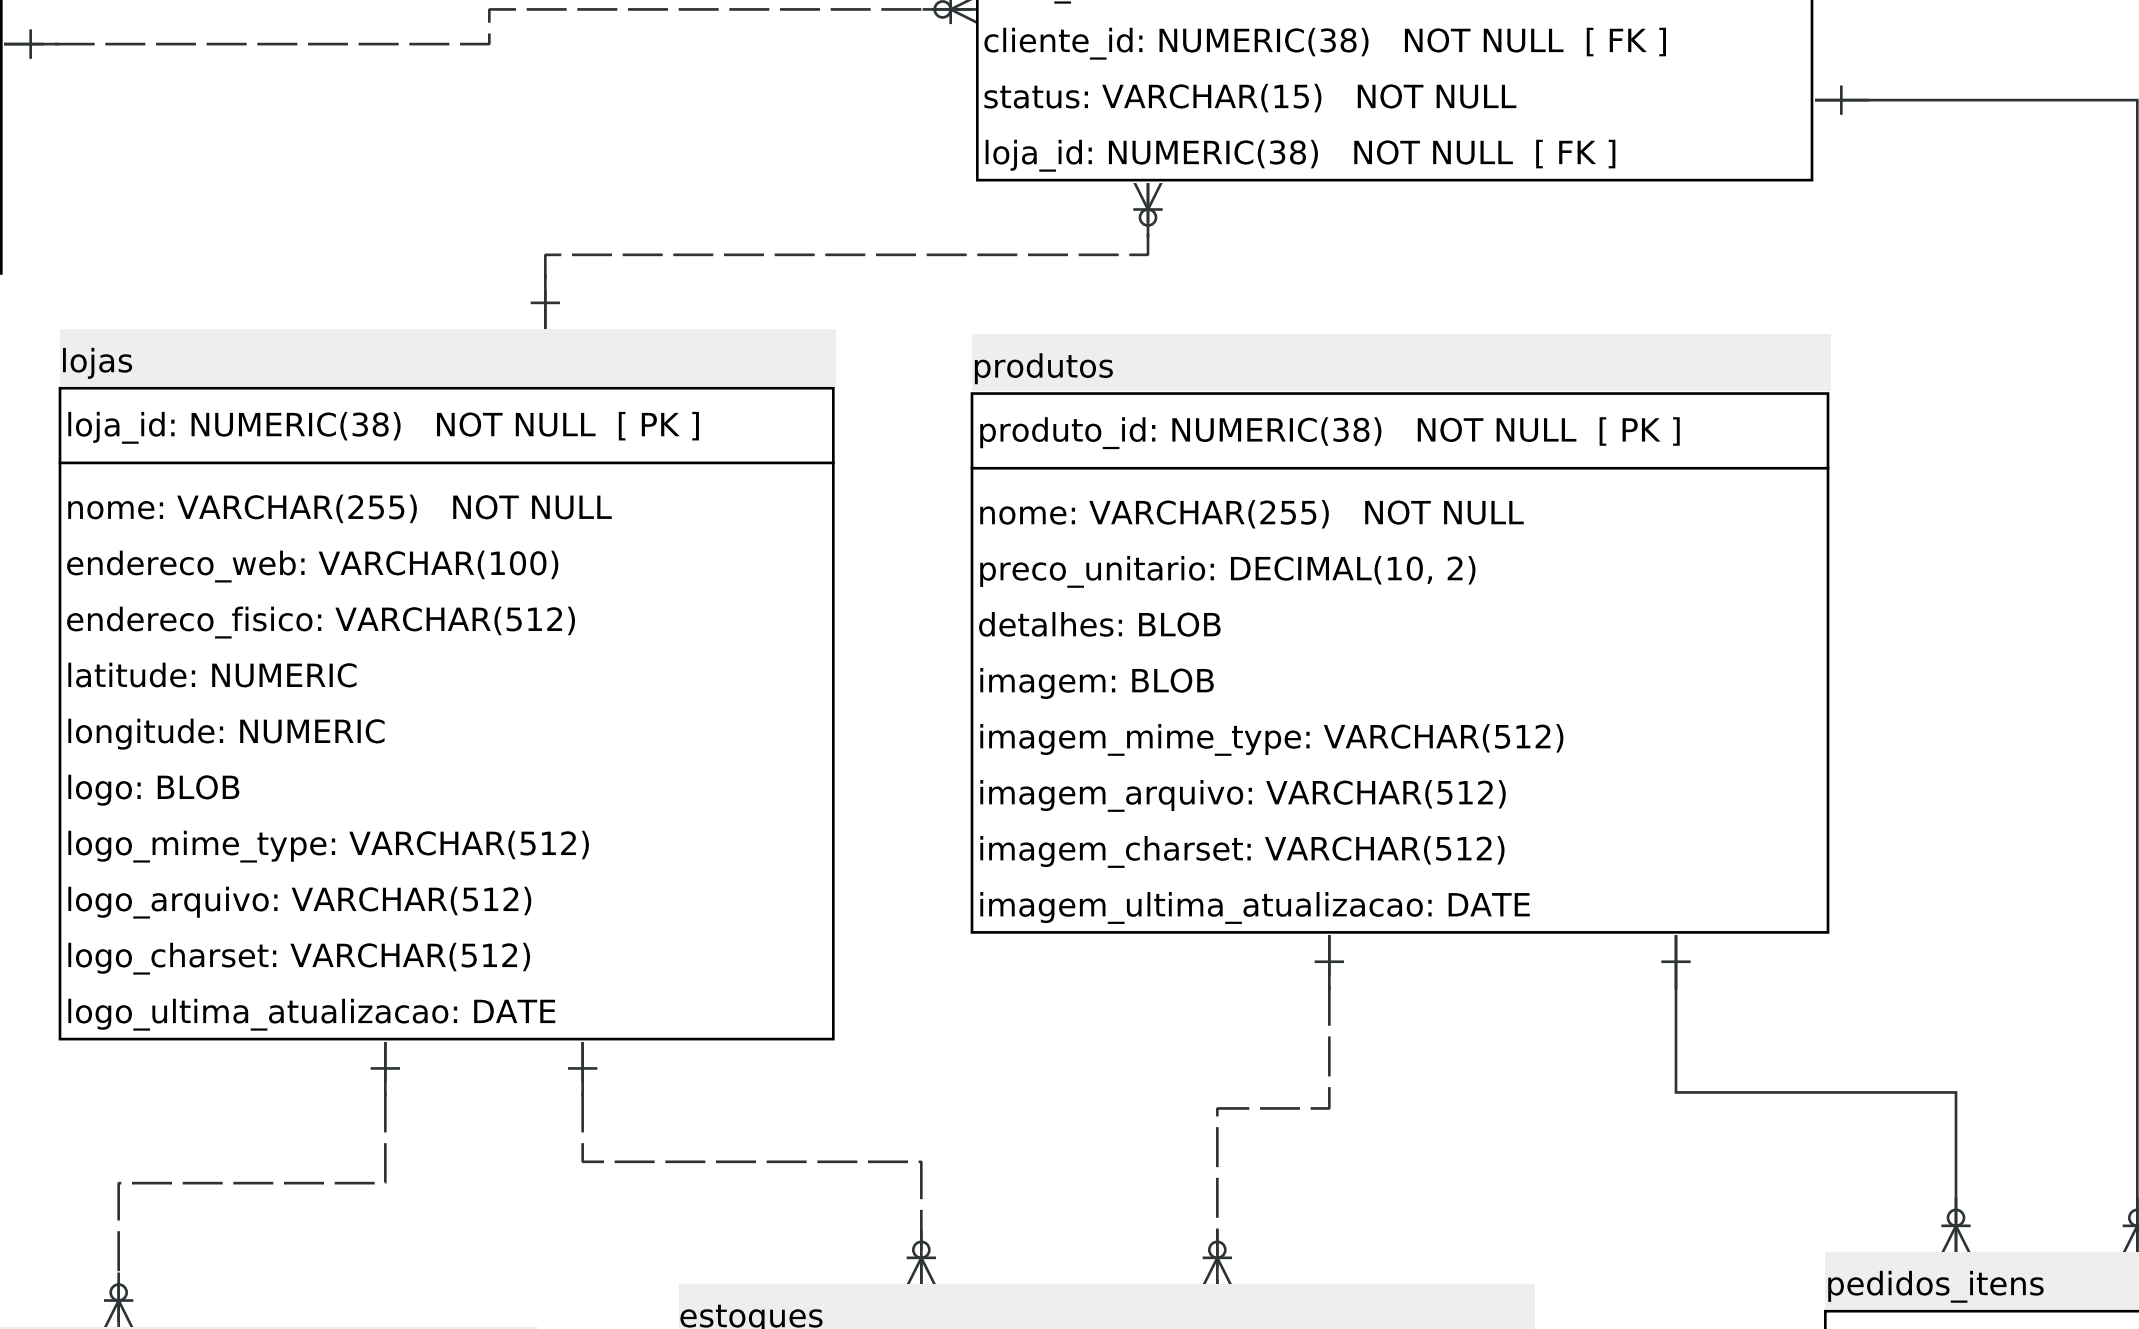 cliente_id: NUMERIC(38)   NOT NULL  [ FK ]
status: VARCHAR(15)   NOT NULL
loja_id: NUMERIC(38)   NOT NULL  [ FK ]
lojas
loja_id: NUMERIC(38)   NOT NULL  [ PK ]
nome: VARCHAR(255)   NOT NULL
endereco_web: VARCHAR(100)
endereco_fisico: VARCHAR(512)
latitude: NUMERIC
longitude: NUMERIC
logo: BLOB
logo_mime_type: VARCHAR(512)
logo_arquivo: VARCHAR(512)
logo_charset: VARCHAR(512)
logo_ultima_atualizacao: DATE
produtos
produto_id: NUMERIC(38)   NOT NULL  [ PK ]
nome: VARCHAR(255)   NOT NULL
preco_unitario: DECIMAL(10, 2)
detalhes: BLOB
imagem: BLOB
imagem_mime_type: VARCHAR(512)
imagem_arquivo: VARCHAR(512)
imagem_charset: VARCHAR(512)
imagem_ultima_atualizacao: DATE
estoques
pedidos_itens